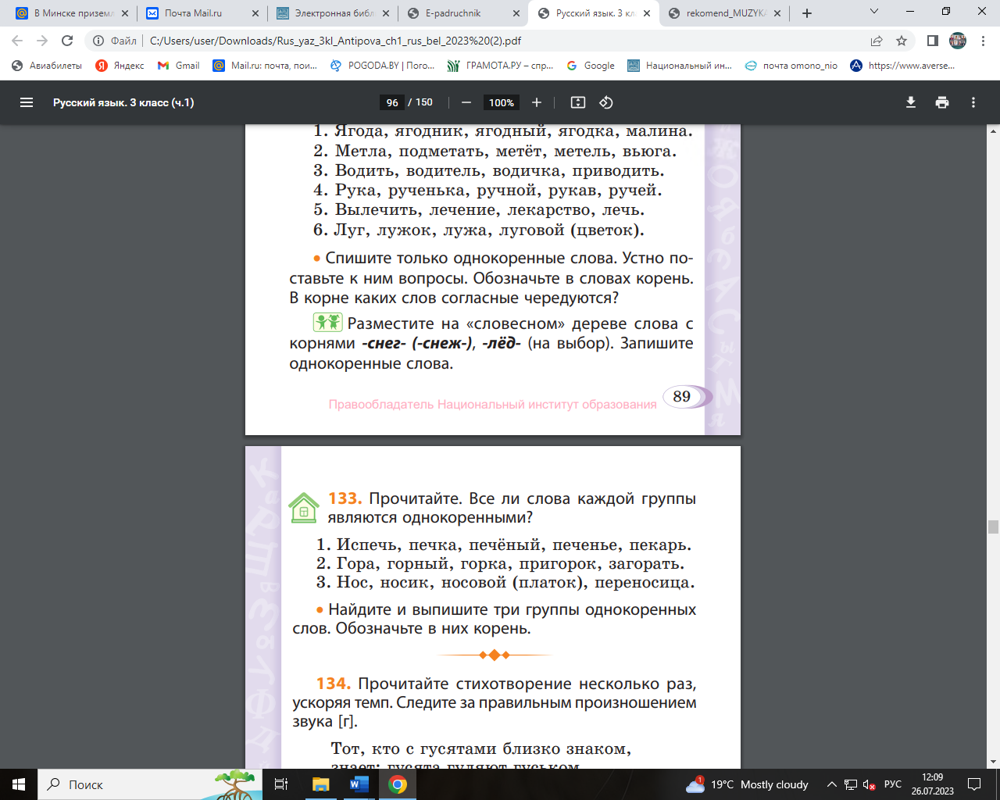 В Минске приземл
Почта Mail.ru
Электронная библ
E-padruchnik
Русский язык. 3 кл
rekomend_MUZYKA
Файл C:/Users/user/Downloads/Rus_yaz_3kl_Antipova_ch1_rus_bel_2023%20(2).pdf
Авиабилеты Яндекс Gmail Mail.ru: почта, пои... POGODA.BY | Пого... ГРАМОТА.РУ – спр... Google Национальный ин... почта omono_nio https://www.averse...
Русский язык. 3 класс (ч.1) 96 / 150 100%
1. Ягода, ягодник, ягодный, ягодка, малина.
2. Метла, подметать, метёт, метель, вьюга.
3. Водить, водитель, водичка, приводить.
4. Рука, рученька, ручной, рукав, ручей.
5. Вылечить, лечение, лекарство, лечь.
6. Луг, лужок, лужа, луговой (цветок).
• Спишите только однокоренные слова. Устно по-
ставьте к ним вопросы. Обозначьте в словах корень.
В корне каких слов согласные чередуются?
Разместите на «словесном» дереве слова с
корнями -снег- (-снеж-), -лёд- (на выбор). Запишите
однокоренные слова.
Правообладатель Национальный институт образования
89
133. Прочитайте. Все ли слова каждой группы
являются однокоренными?
1. Испечь, печка, печёный, печенье, пекарь.
2. Гора, горный, горка, пригорок, загорать.
3. Нос, носик, носовой (платок), переносица.
• Найдите и выпишите три группы однокоренных
слов. Обозначьте в них корень.
134. Прочитайте стихотворение несколько раз,
ускоряя темп. Следите за правильным произношением
звука [г].
Тот, кто с гусятами близко знаком,
знает: гусята гуляют гуськом.
Поиск
1
19°C Mostly cloudy
РУС
12:09
26.07.2023